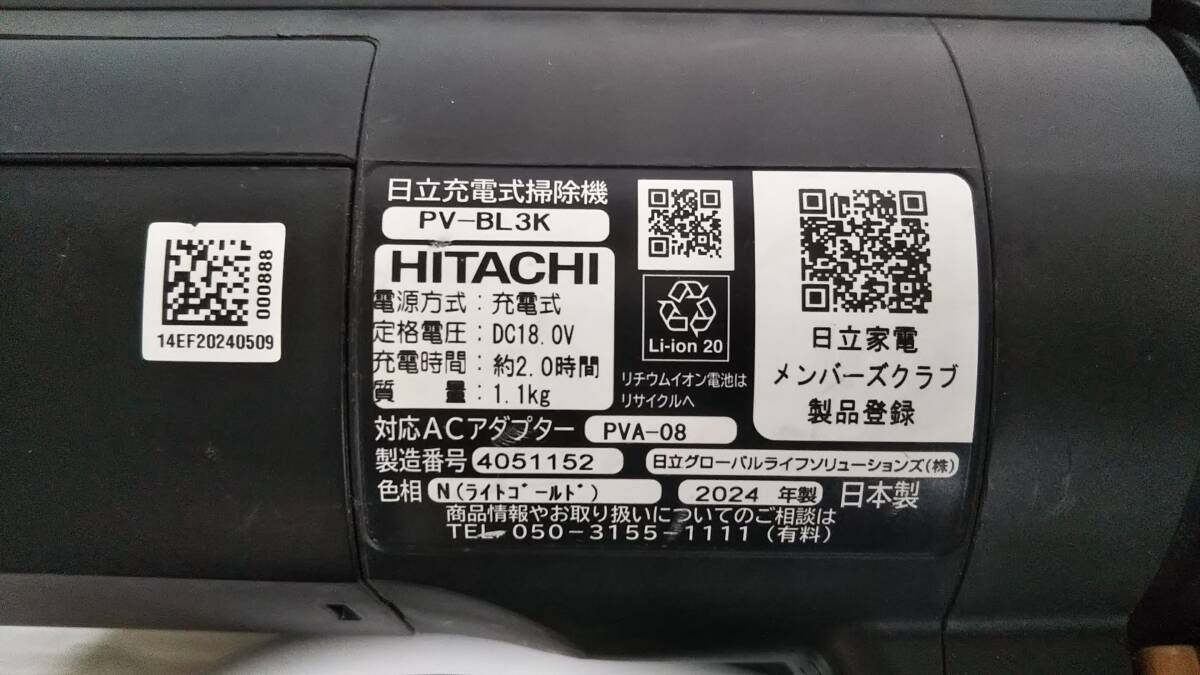 000888
14EF20240509
日立充電式掃除機
PV-BL3K
HITACHI
電源方式：充電式
定格電圧：DC18.0V
充電時間：約2.0時間
質　　量：1.1kg
Li-ion 20
リチウムイオン電池は
リサイクルへ
日立家電
メンバーズクラブ
製品登録
対応ACアダプター PVA-08
製造番号 4051152 日立グローバルライフソリューションズ(株)
色相 N(ライトゴールド) 2024 年製 日本製
商品情報やお取り扱いについてのご相談は
TEL 050-3155-1111（有料）